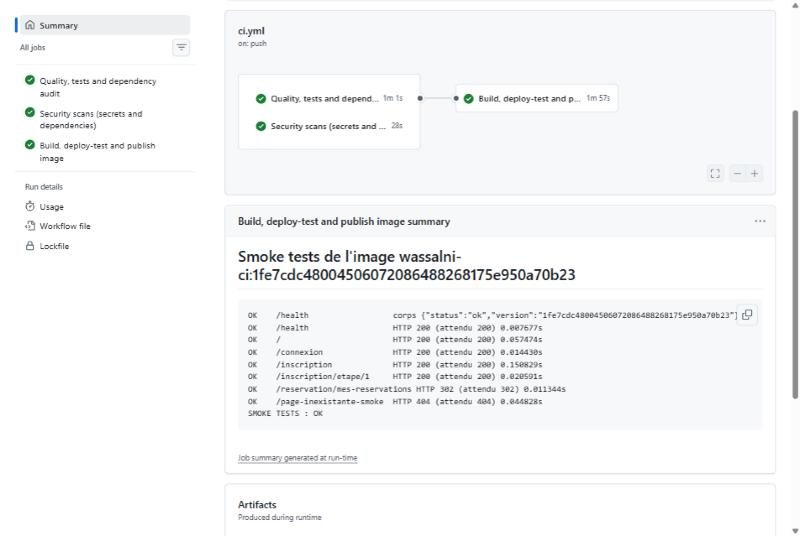 Summary
All jobs
Quality, tests and dependency
audit
Security scans (secrets and
dependencies)
Build, deploy-test and publish
image
Run details
Usage
Workflow file
Lockfile
ci.yml
on: push
Quality, tests and depend... 1m 1s
Security scans (secrets and ... 28s
Build, deploy-test and p... 1m 57s
Build, deploy-test and publish image summary
Smoke tests de l'image wassalni-
ci:1fe7cdc48004506072086488268175e950a70b23
OK /health corps {"status":"ok","version":"1fe7cdc48004506072086488268175e950a70b23"}
OK /health HTTP 200 (attendu 200) 0.007677s
OK / HTTP 200 (attendu 200) 0.057474s
OK /connexion HTTP 200 (attendu 200) 0.014430s
OK /inscription HTTP 200 (attendu 200) 0.150829s
OK /inscription/etape/1 HTTP 200 (attendu 200) 0.020591s
OK /reservation/mes-reservations HTTP 302 (attendu 302) 0.011344s
OK /page-inexistante-smoke HTTP 404 (attendu 404) 0.044828s
SMOKE TESTS : OK
Job summary generated at run-time
Artifacts
Produced during runtime